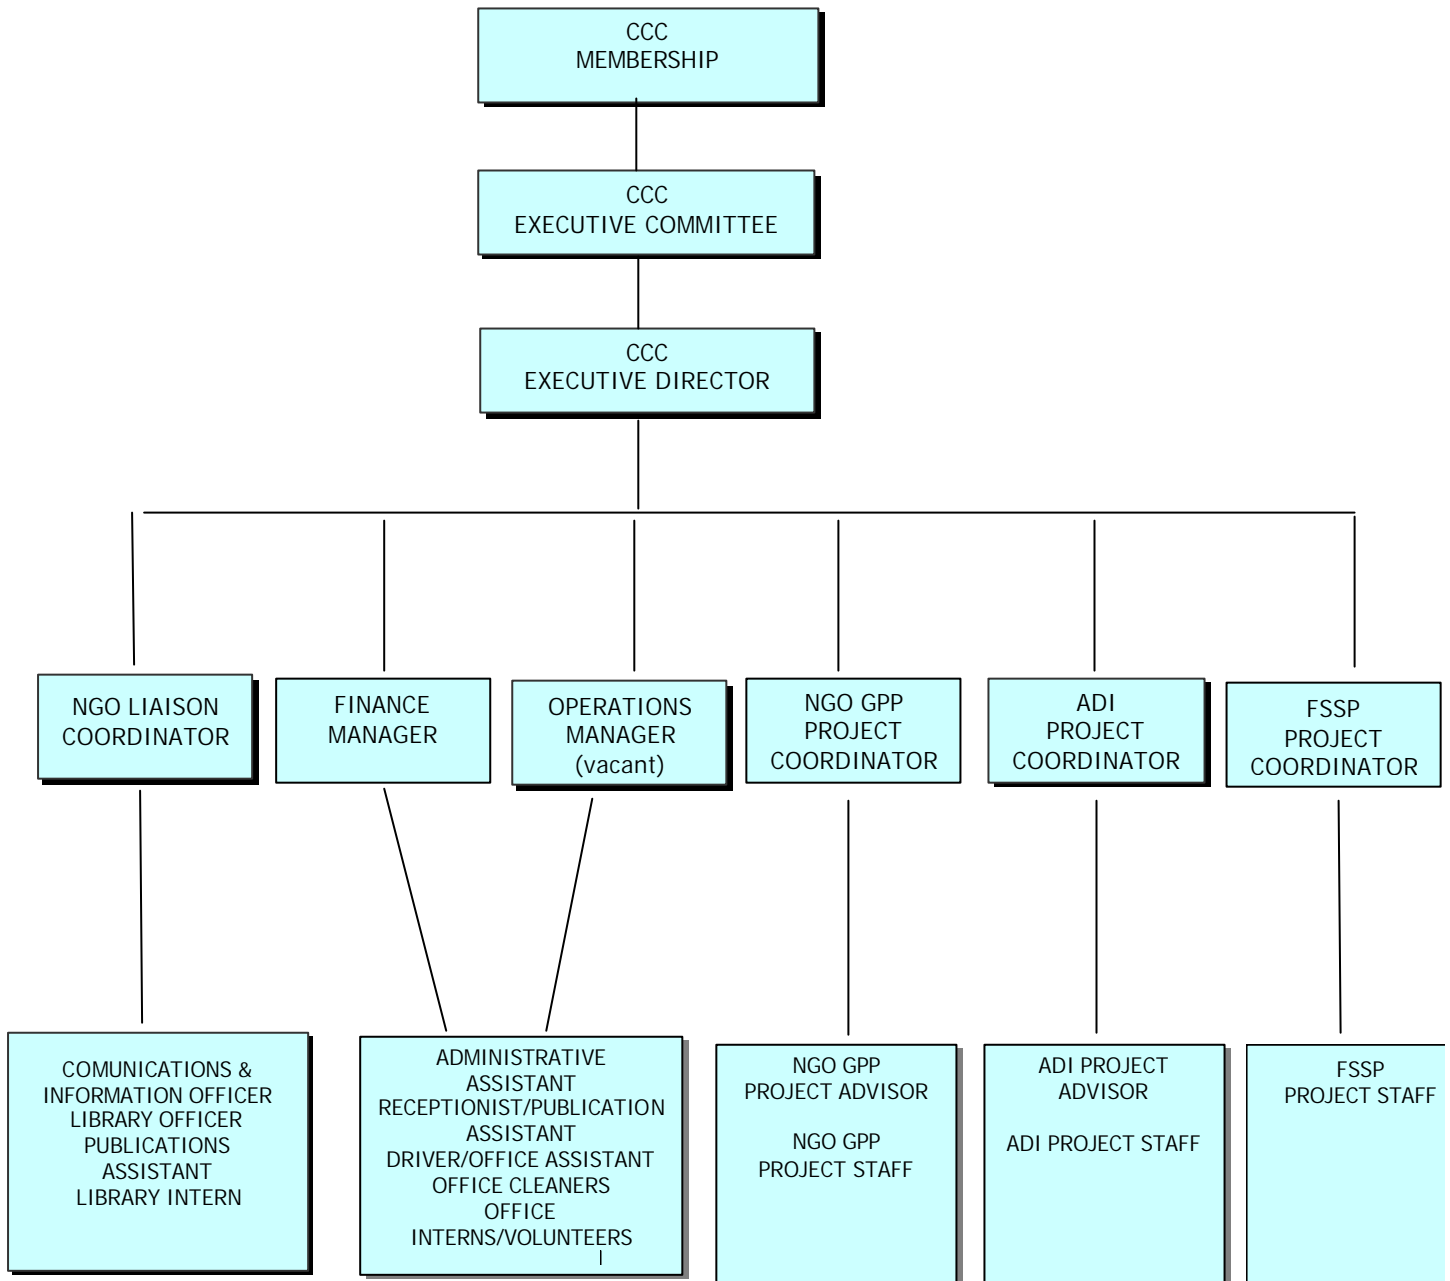 CCC
MEMBERSHIP
CCC
EXECUTIVE COMMITTEE
CCC
EXECUTIVE DIRECTOR
NGO LIAISON
COORDINATOR
FINANCE
MANAGER
OPERATIONS
MANAGER
(vacant)
NGO GPP
PROJECT
COORDINATOR
ADI
PROJECT
COORDINATOR
FSSP
PROJECT
COORDINATOR
COMUNICATIONS &
INFORMATION OFFICER
LIBRARY OFFICER
PUBLICATIONS
ASSISTANT
LIBRARY INTERN
ADMINISTRATIVE
ASSISTANT
RECEPTIONIST/PUBLICATION
ASSISTANT
DRIVER/OFFICE ASSISTANT
OFFICE CLEANERS
OFFICE
INTERNS/VOLUNTEERS
NGO GPP
PROJECT ADVISOR
NGO GPP
PROJECT STAFF
ADI PROJECT
ADVISOR
ADI PROJECT STAFF
FSSP
PROJECT STAFF